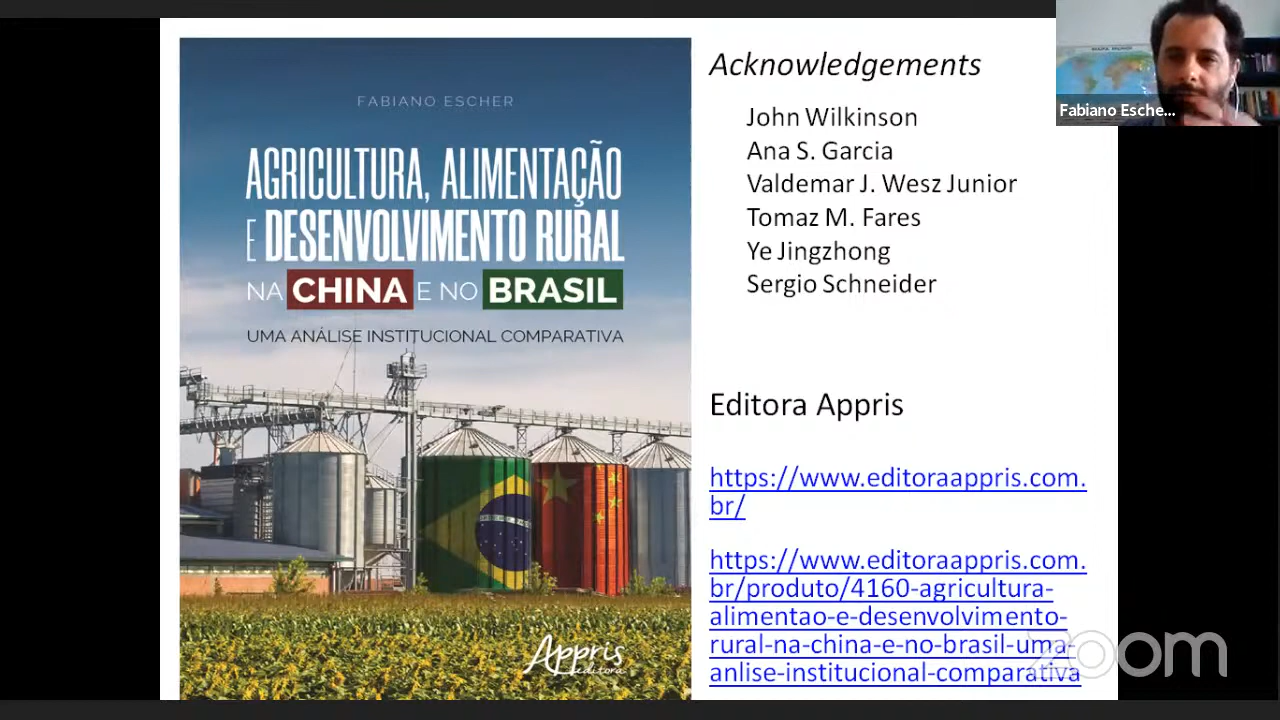 FABIANO ESCHER
AGRICULTURA, ALIMENTAÇÃO
E DESENVOLVIMENTO RURAL
NA CHINA E NO BRASIL
UMA ANÁLISE INSTITUCIONAL COMPARATIVA
Appris
editora
Acknowledgements
John Wilkinson
Ana S. Garcia
Valdemar J. Wesz Junior
Tomaz M. Fares
Ye Jingzhong
Sergio Schneider
Editora Appris
https://www.editoraappris.com.
br/
https://www.editoraappris.com.
br/produto/4160-agricultura-
alimentao-e-desenvolvimento-
rural-na-china-e-no-brasil-uma-
anlise-institucional-comparativa
Fabiano Esche...
zoom